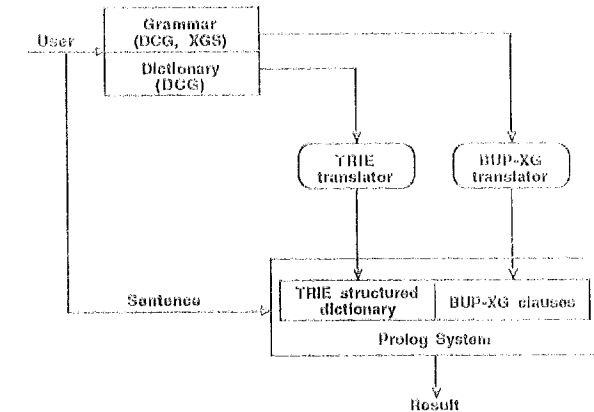 Grammar
(DCG, XGS)
User
Dictionary
(DCG)
TRIE
translator
BUP-XG
translator
Sentence
TRIE structured
dictionary
BUP-XG clauses
Prolog System
Result